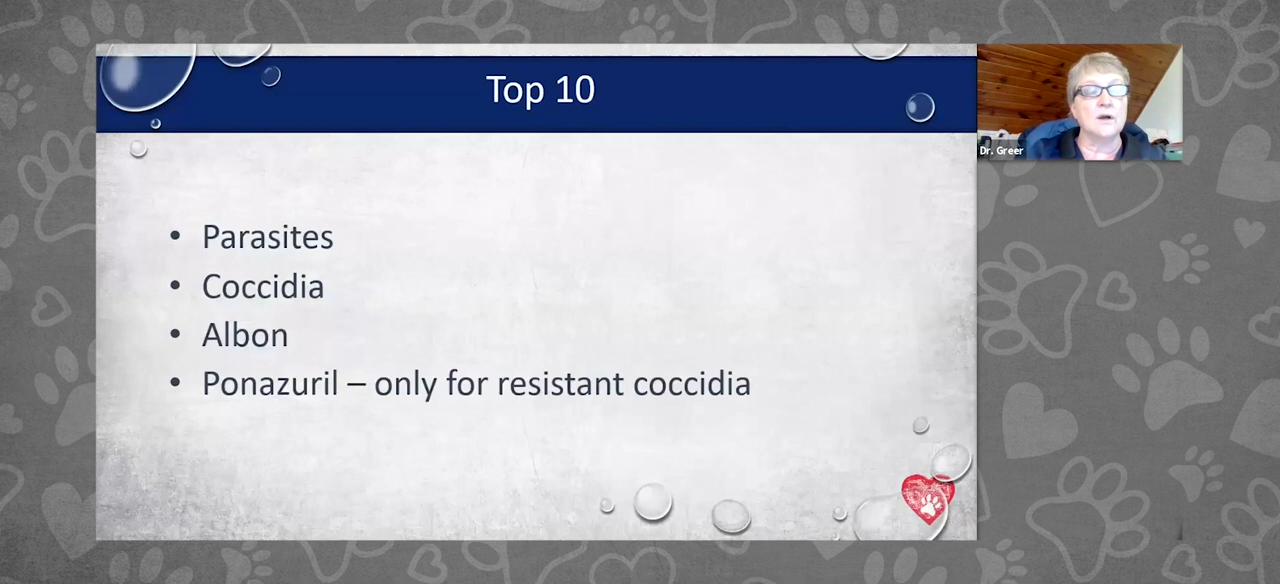 Top 10
• Parasites
• Coccidia
• Albon
• Ponazuril – only for resistant coccidia
Dr. Greer